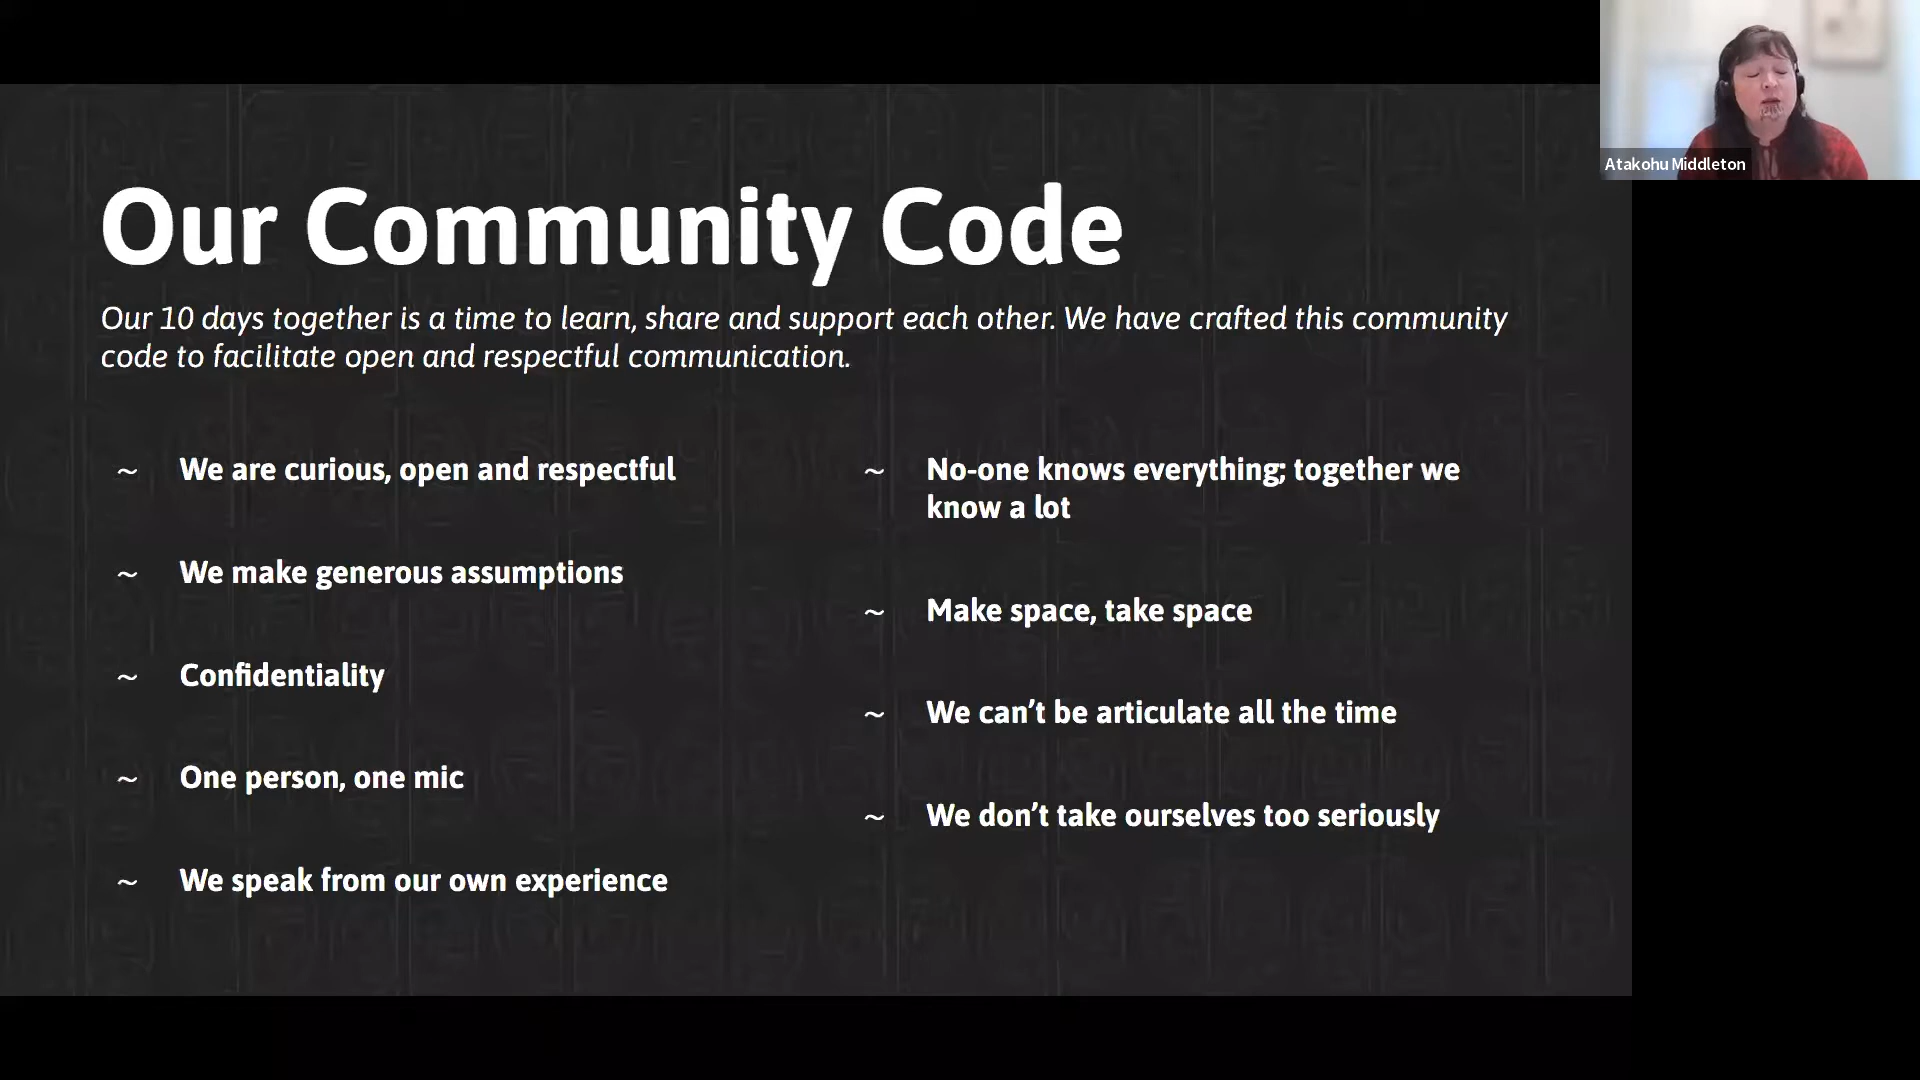 Our Community Code
Our 10 days together is a time to learn, share and support each other. We have crafted this community
code to facilitate open and respectful communication.
~ We are curious, open and respectful
~ We make generous assumptions
~ Confidentiality
~ One person, one mic
~ We speak from our own experience
~ No-one knows everything; together we
know a lot
~ Make space, take space
~ We can’t be articulate all the time
~ We don’t take ourselves too seriously
Atakohu Middleton